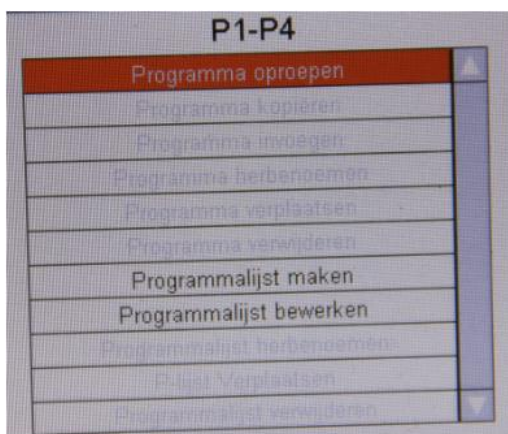 P1-P4
Programma oproepen
Programma kopieren
Programma invoegen
Programma herbenoemen
Programma verplaatsen
Programma verwijderen
Programmalijst maken
Programmalijst bewerken
Programmalijst herbenoemen
P-lijst Verplaatsen
Programmalijst verwijderen